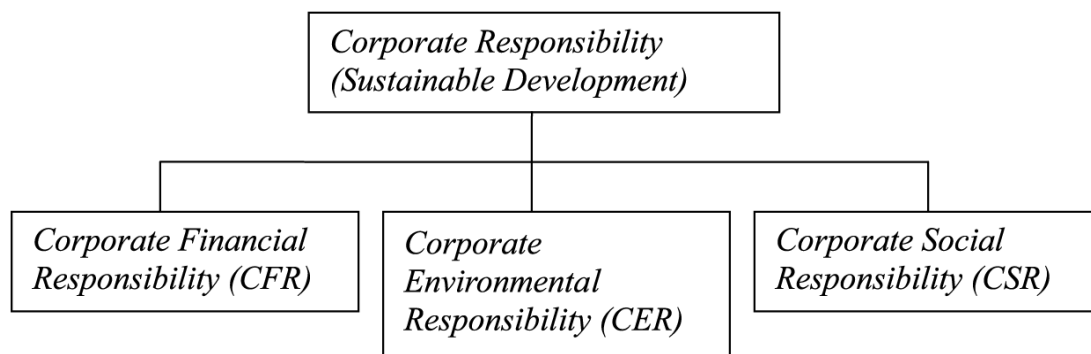 Corporate Responsibility
(Sustainable Development)
Corporate Financial
Responsibility (CFR)
Corporate
Environmental
Responsibility (CER)
Corporate Social
Responsibility (CSR)